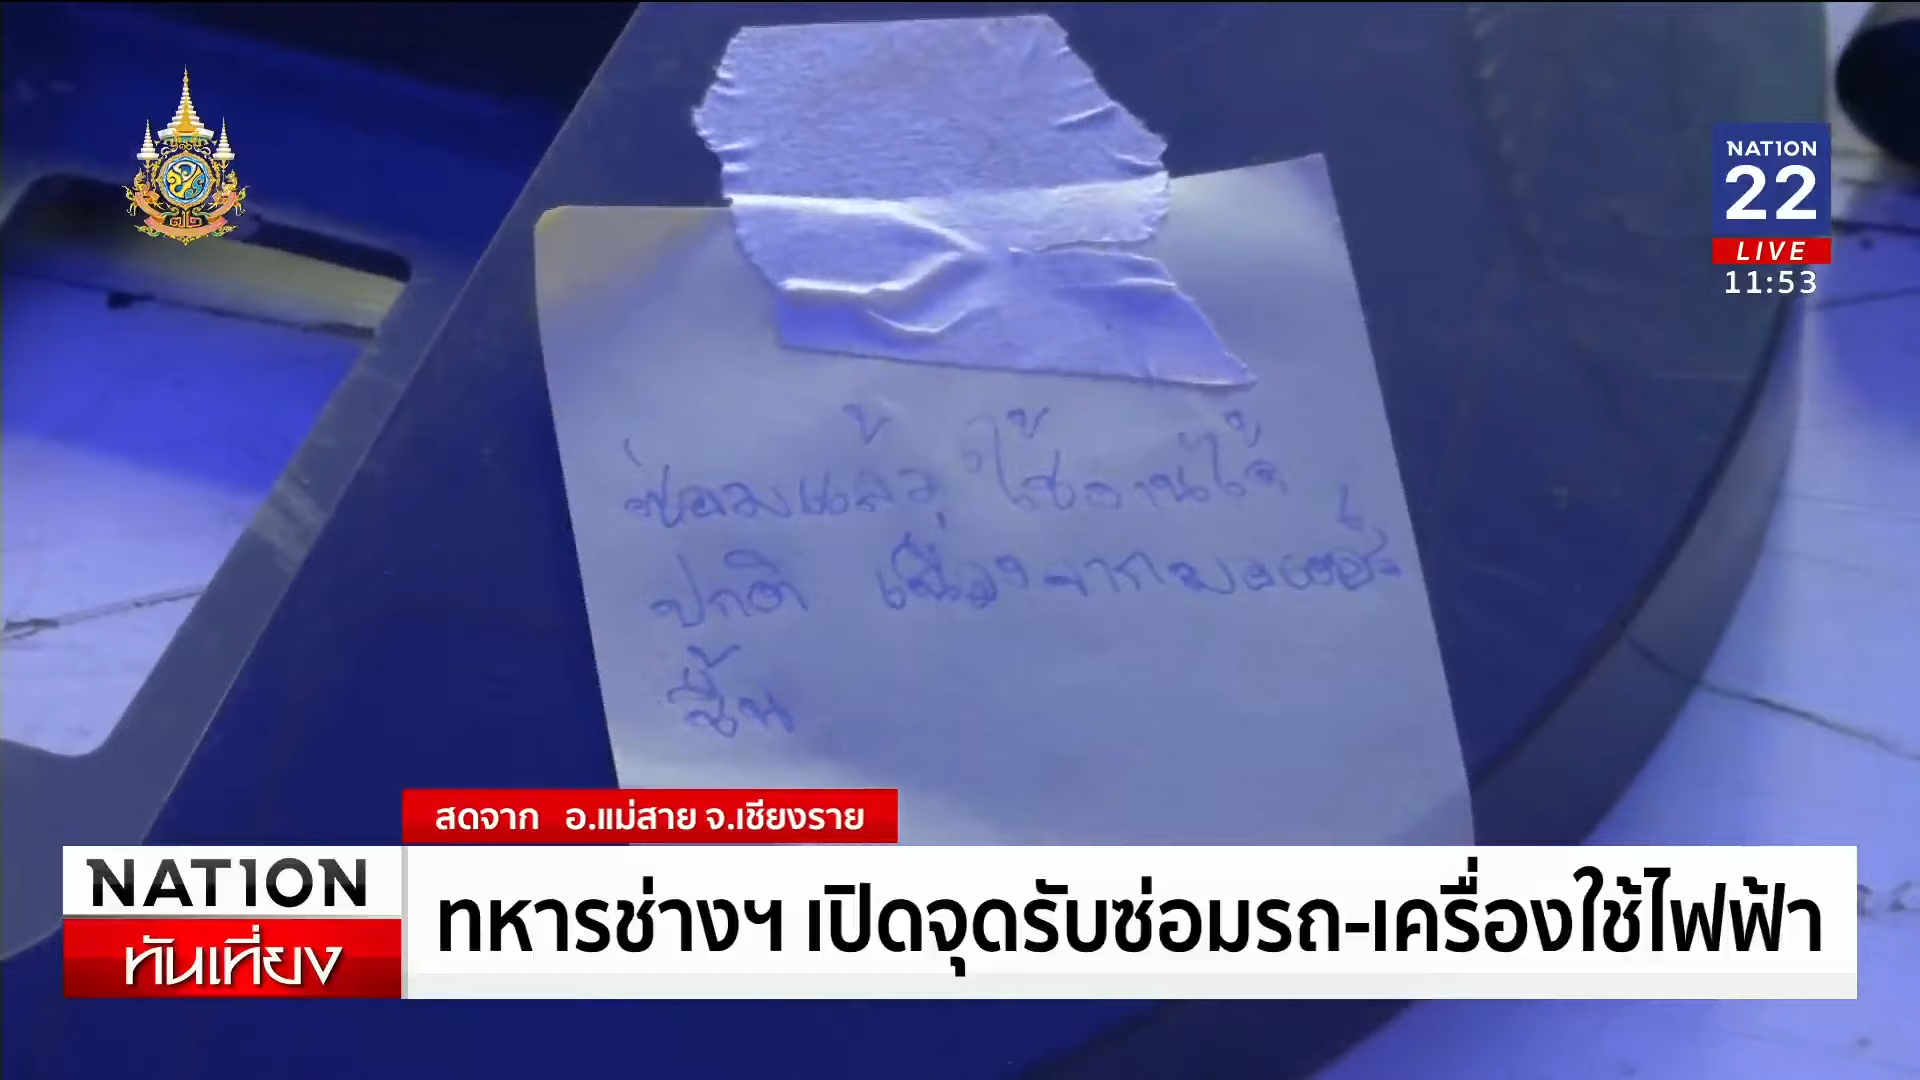 NATION
22
LIVE
11:53
ซ่อมแล้ว ใช้งานได้
ปกติ เนื่องจากมอเตอร์
ชื้น
สดจาก อ.แม่สาย จ.เชียงราย
NATION
ทันเที่ยง
ทหารช่างฯ เปิดจุดรับซ่อมรถ-เครื่องใช้ไฟฟ้า